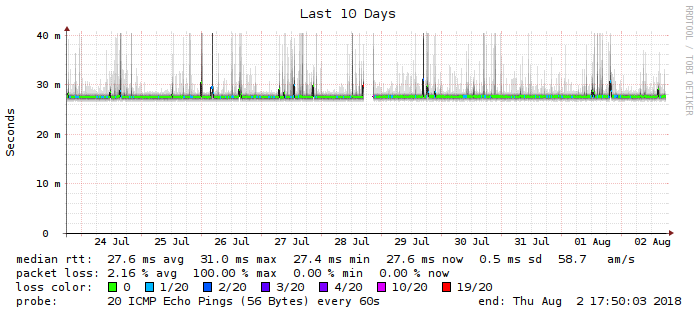 Last 10 Days
RRDTOOL / TOBI OETIKER
Seconds
40 m
30 m
20 m
10 m
0
24 Jul 25 Jul 26 Jul 27 Jul 28 Jul 29 Jul 30 Jul 31 Jul 01 Aug 02 Aug
median rtt: 27.6 ms avg 31.0 ms max 27.4 ms min 27.6 ms now 0.5 ms sd 58.7 am/s
packet loss: 2.16 % avg 100.00 % max 0.00 % min 0.00 % now
loss color: 0 1/20 2/20 3/20 4/20 10/20 19/20
probe: 20 ICMP Echo Pings (56 Bytes) every 60s end: Thu Aug 2 17:50:03 2018